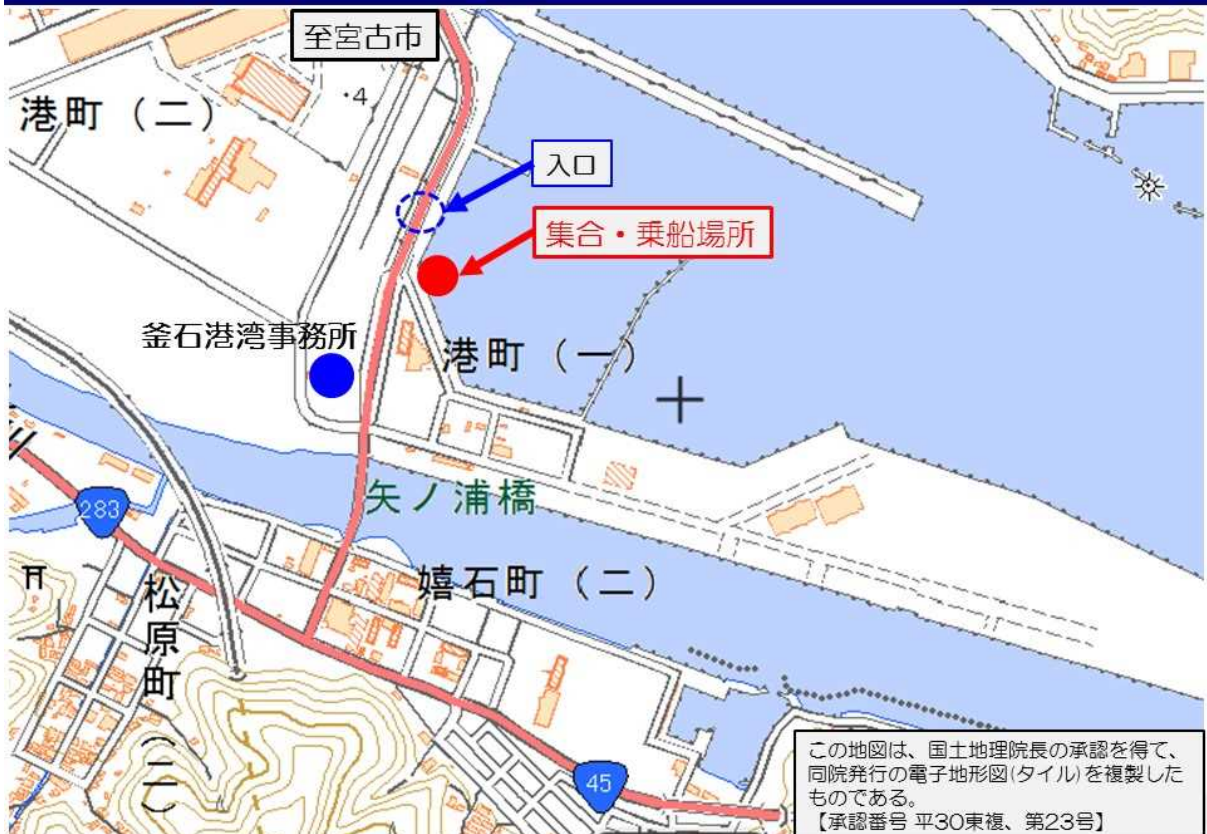 至宮古市
港町（二）
・4
入口
集合・乗船場所
釜石港湾事務所
港町（一）
矢ノ浦橋
283
嬉石町（二）
松原町（二）
45
この地図は、国土地理院長の承認を得て、
同院発行の電子地形図(タイル)を複製した
ものである。
【承認番号 平30東複、第23号】